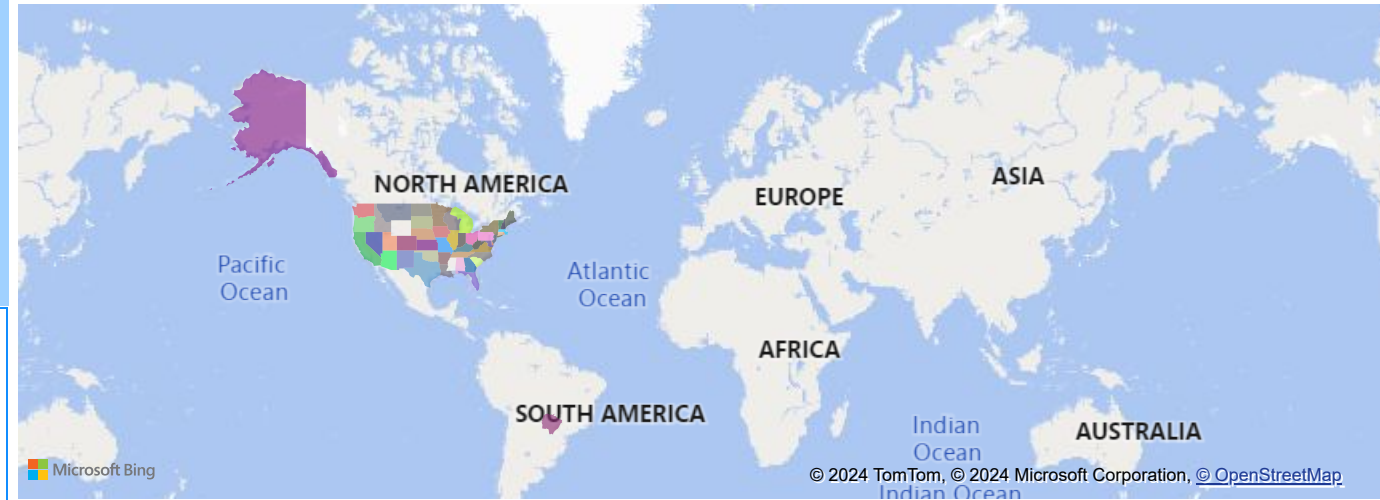 NORTH AMERICA
EUROPE
ASIA
Pacific
Ocean
Atlantic
Ocean
AFRICA
SOUTH AMERICA
Indian
Ocean
AUSTRALIA
Microsoft Bing
© 2024 TomTom, © 2024 Microsoft Corporation, © OpenStreetMap
Indian Ocean